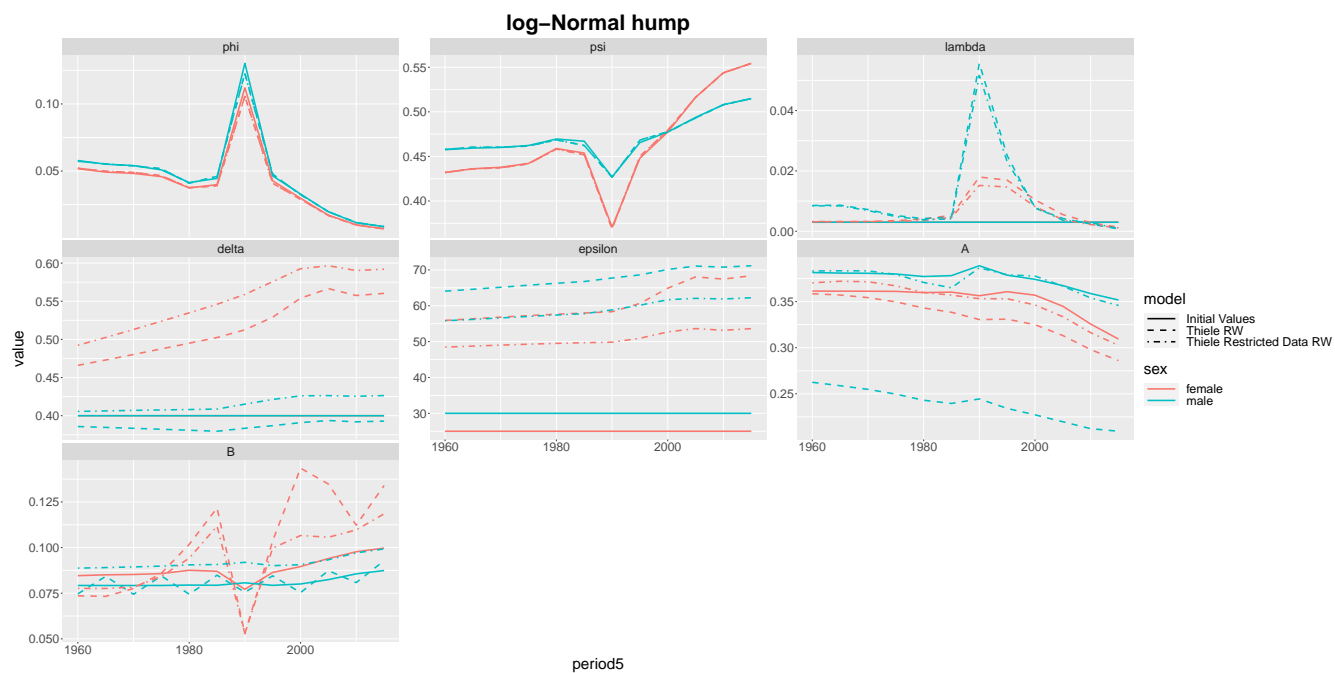 log−Normal hump
phi
psi
lambda
0.10
0.05
0.55
0.50
0.45
0.40
0.04
0.02
0.00
delta
epsilon
A
0.60
0.55
0.50
0.45
0.40
70
60
50
40
30
0.35
0.30
0.25
1960
1980
2000
1960
1980
2000
B
0.125
0.100
0.075
0.050
1960
1980
2000
value
period5
model
Initial Values
Thiele RW
Thiele Restricted Data RW
sex
female
male